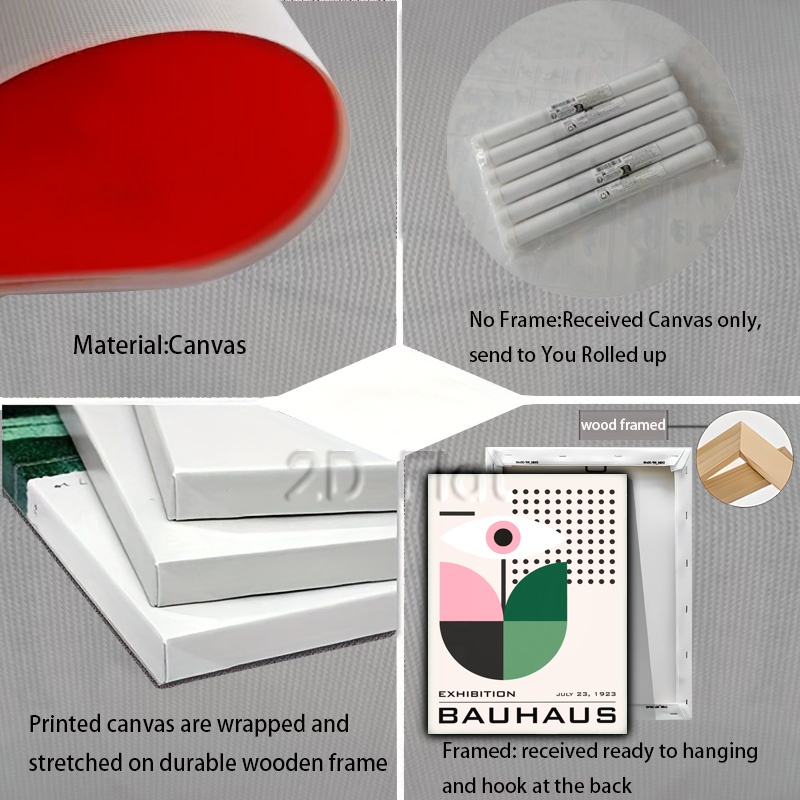 Material:Canvas
No Frame:Received Canvas only,
send to You Rolled up
wood framed
2D Flat
EXHIBITION
JULY 23, 1923
BAUHAUS
Printed canvas are wrapped and
stretched on durable wooden frame
Framed: received ready to hanging
and hook at the back